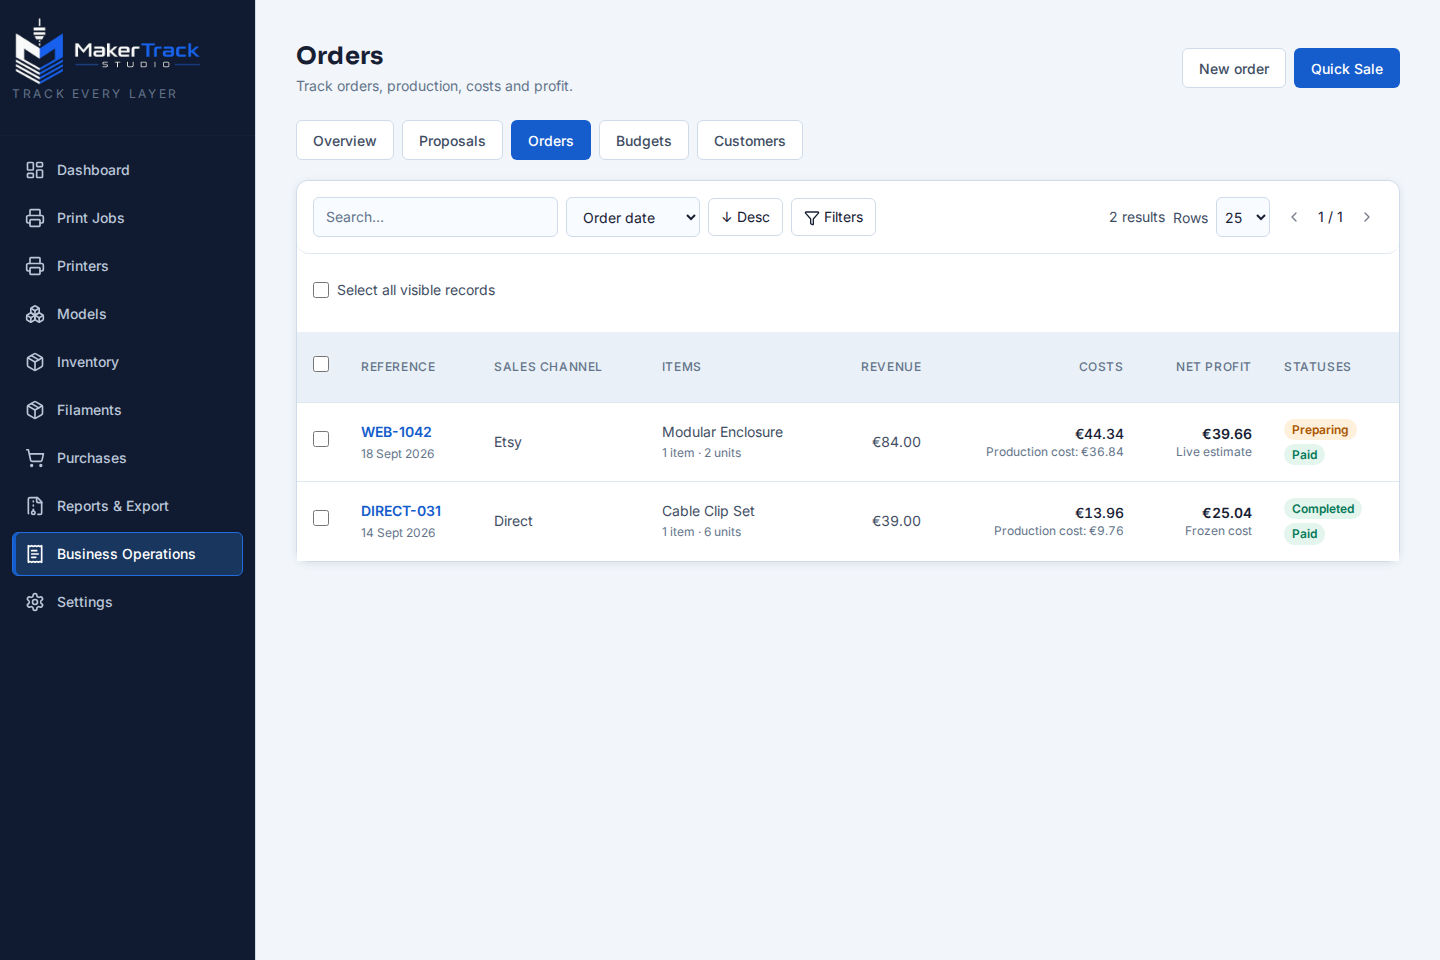 MakerTrack
STUDIO
TRACK EVERY LAYER
Dashboard
Print Jobs
Printers
Models
Inventory
Filaments
Purchases
Reports & Export
Business Operations
Settings
Orders
Track orders, production, costs and profit.
New order
Quick Sale
Overview
Proposals
Orders
Budgets
Customers
Search...
Order date
↓ Desc
Filters
2 results
Rows
25
1 / 1
Select all visible records
REFERENCE SALES CHANNEL ITEMS REVENUE COSTS NET PROFIT STATUSES
WEB-1042
18 Sept 2026
Etsy
Modular Enclosure
1 item · 2 units
€84.00
€44.34
Production cost: €36.84
€39.66
Live estimate
Preparing
Paid
DIRECT-031
14 Sept 2026
Direct
Cable Clip Set
1 item · 6 units
€39.00
€13.96
Production cost: €9.76
€25.04
Frozen cost
Completed
Paid